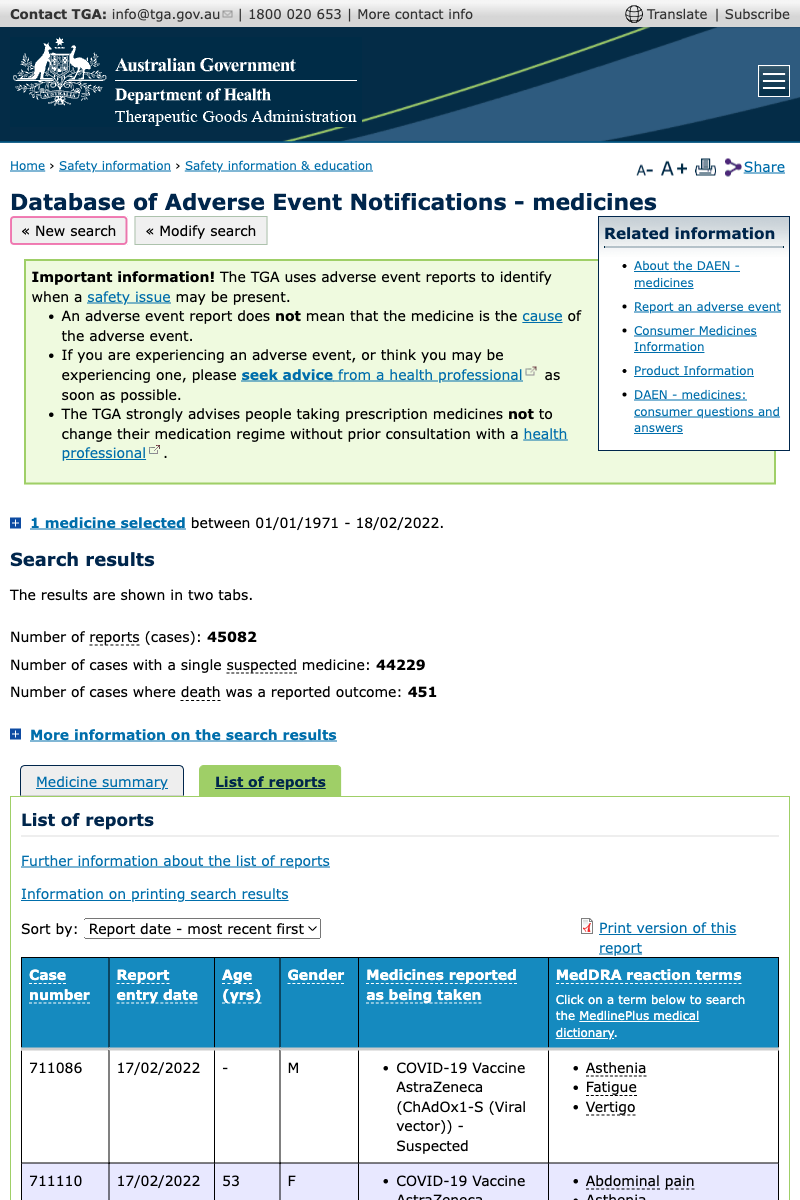 Contact TGA: info@tga.gov.au | 1800 020 653 | More contact info
Translate | Subscribe
Australian Government
Department of Health
Therapeutic Goods Administration
Home › Safety information › Safety information & education
A- A+ Share
Database of Adverse Event Notifications - medicines
« New search
« Modify search
Important information! The TGA uses adverse event reports to identify
when a safety issue may be present.
• An adverse event report does not mean that the medicine is the cause of
the adverse event.
• If you are experiencing an adverse event, or think you may be
experiencing one, please seek advice from a health professional as
soon as possible.
• The TGA strongly advises people taking prescription medicines not to
change their medication regime without prior consultation with a health
professional.
Related information
• About the DAEN -
medicines
• Report an adverse event
• Consumer Medicines
Information
• Product Information
• DAEN - medicines:
consumer questions and
answers
1 medicine selected between 01/01/1971 - 18/02/2022.
Search results
The results are shown in two tabs.
Number of reports (cases): 45082
Number of cases with a single suspected medicine: 44229
Number of cases where death was a reported outcome: 451
More information on the search results
Medicine summary
List of reports
List of reports
Further information about the list of reports
Information on printing search results
Sort by: Report date - most recent first
Print version of this
report
Case
number
Report
entry date
Age
(yrs)
Gender
Medicines reported
as being taken
MedDRA reaction terms
Click on a term below to search
the MedlinePlus medical
dictionary.
711086
17/02/2022
-
M
• COVID-19 Vaccine
AstraZeneca
(ChAdOx1-S (Viral
vector)) -
Suspected
• Asthenia
• Fatigue
• Vertigo
711110
17/02/2022
53
F
• COVID-19 Vaccine
AstraZeneca
• Abdominal pain
• Asthenia